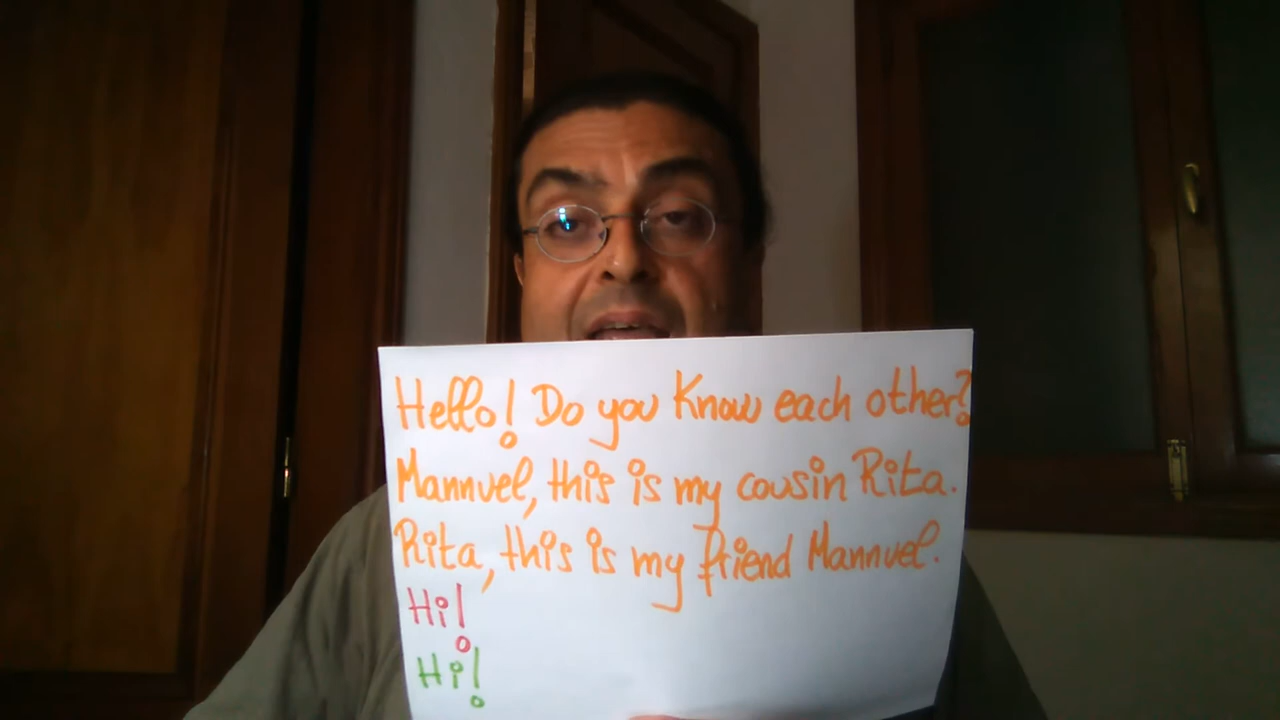 Hello! Do you Know each other?
Mannuel, this is my cousin Rita.
Rita, this is my friend Mannuel.
Hi!
Hi!